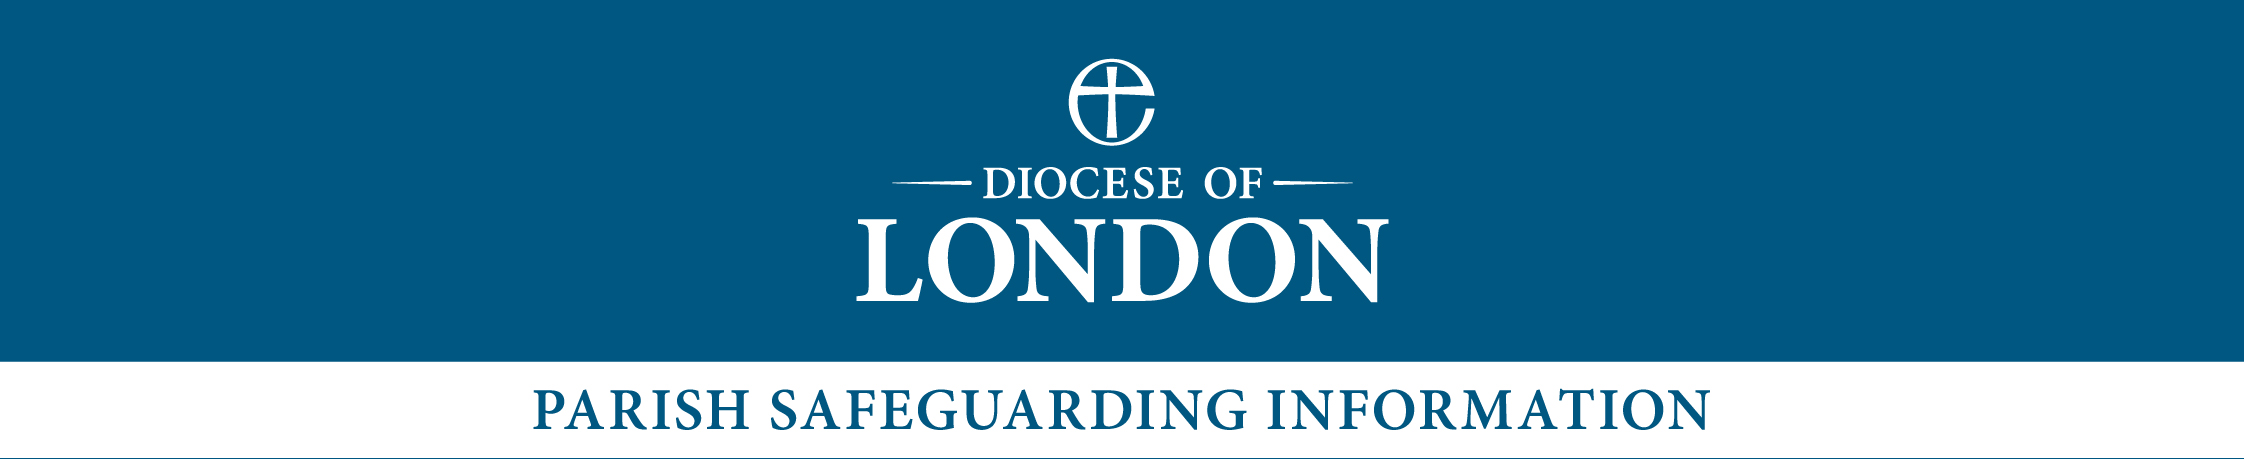 DIOCESE OF
LONDON
PARISH SAFEGUARDING INFORMATION